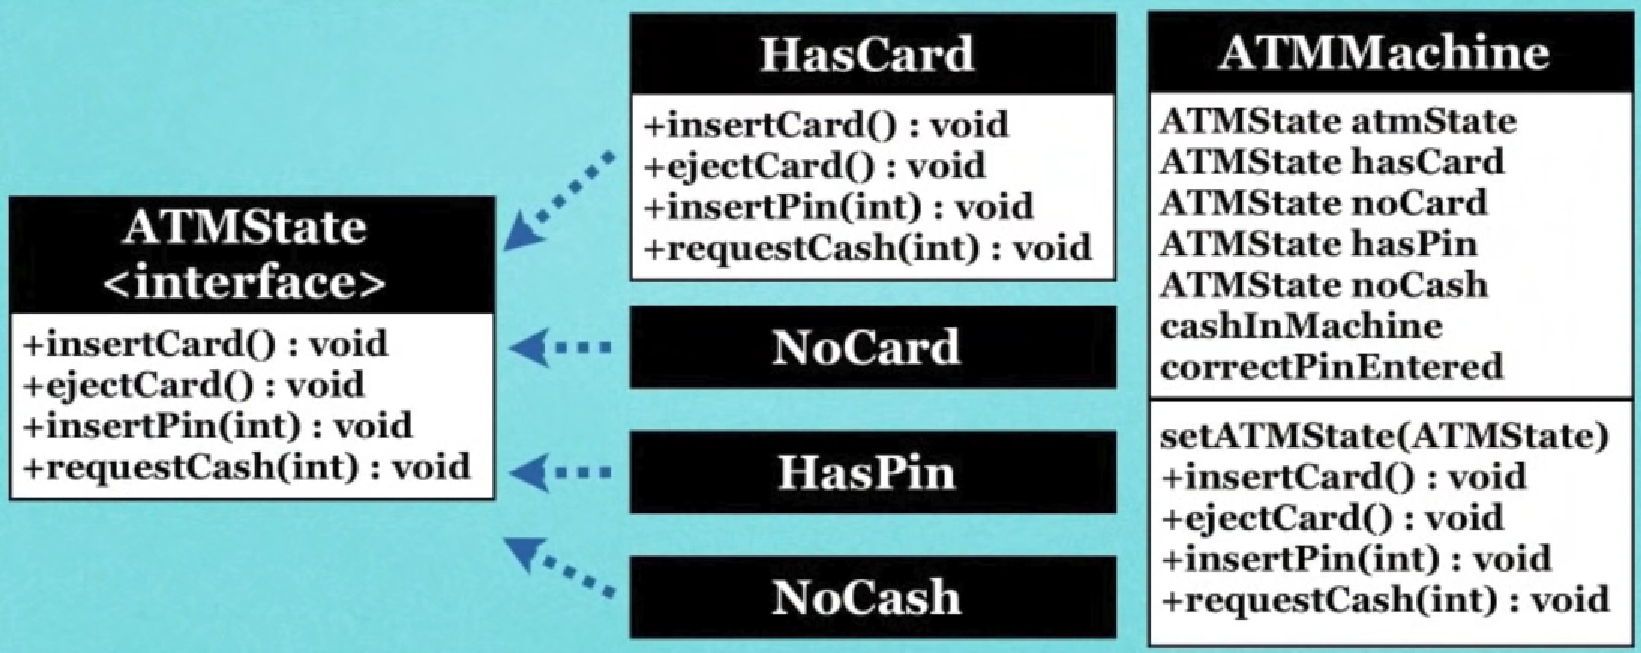 ATMState
<interface>
+insertCard() : void
+ejectCard() : void
+insertPin(int) : void
+requestCash(int) : void
HasCard
+insertCard() : void
+ejectCard() : void
+insertPin(int) : void
+requestCash(int) : void
NoCard
HasPin
NoCash
ATMMachine
ATMState atmState
ATMState hasCard
ATMState noCard
ATMState hasPin
ATMState noCash
cashInMachine
correctPinEntered
setATMState(ATMState)
+insertCard() : void
+ejectCard() : void
+insertPin(int) : void
+requestCash(int) : void